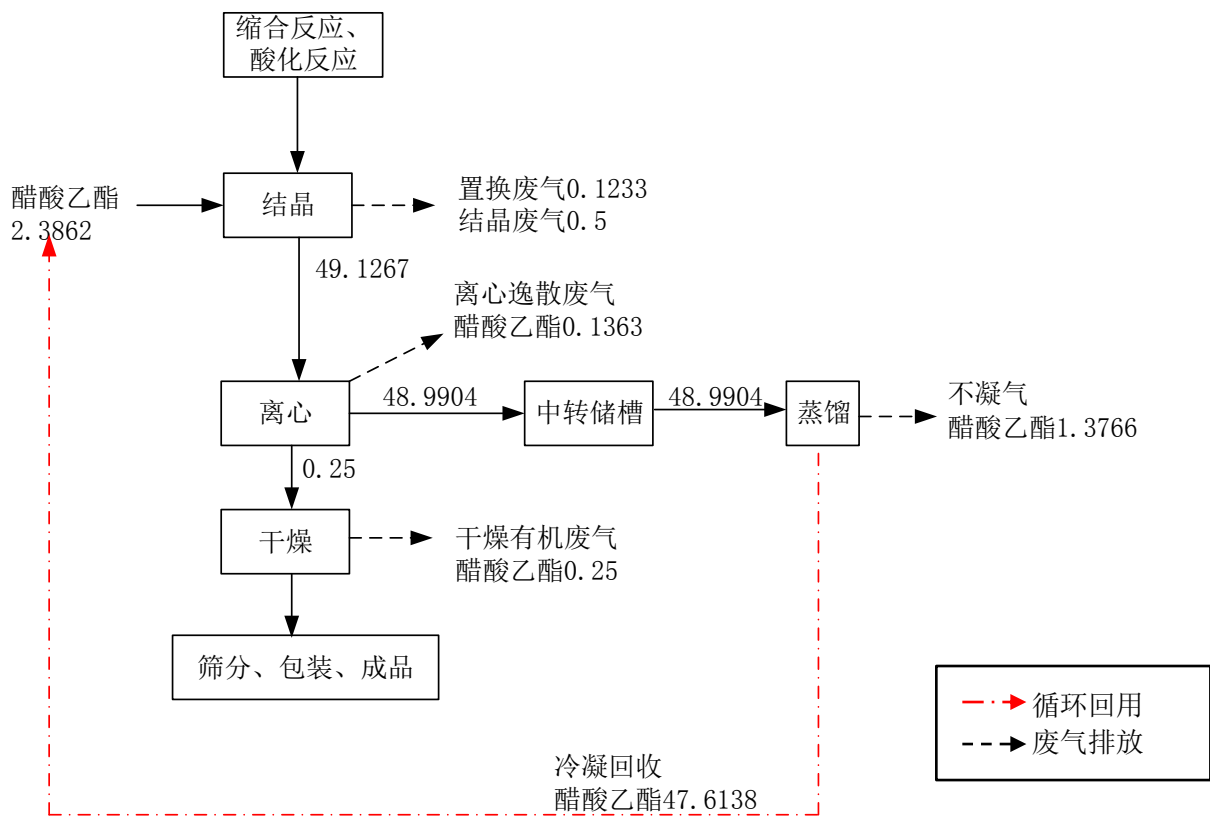 缩合反应、
酸化反应
醋酸乙酯
2.3862
结晶
置换废气0.1233
结晶废气0.5
49.1267
离心逸散废气
醋酸乙酯0.1363
离心
48.9904
中转储槽
48.9904
蒸馏
不凝气
醋酸乙酯1.3766
0.25
干燥
干燥有机废气
醋酸乙酯0.25
筛分、包装、成品
循环回用
废气排放
冷凝回收
醋酸乙酯47.6138